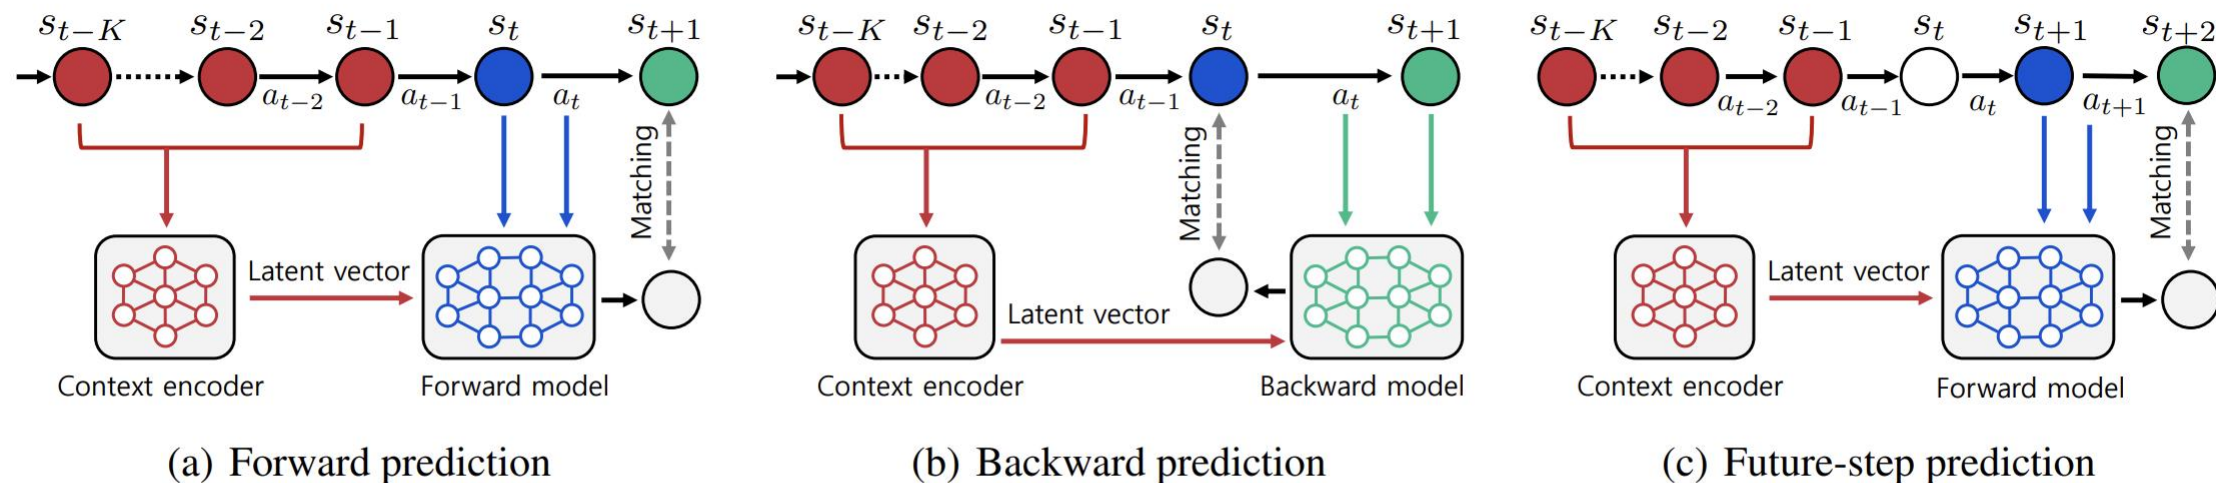 s_{t-K} s_{t-2} s_{t-1} s_t s_{t+1}
a_{t-2} a_{t-1} a_t
Matching
Latent vector
Context encoder Forward model
(a) Forward prediction
s_{t-K} s_{t-2} s_{t-1} s_t s_{t+1}
a_{t-2} a_{t-1} a_t
Matching
Latent vector
Context encoder Backward model
(b) Backward prediction
s_{t-K} s_{t-2} s_{t-1} s_t s_{t+1} s_{t+2}
a_{t-2} a_{t-1} a_t a_{t+1}
Matching
Latent vector
Context encoder Forward model
(c) Future-step prediction